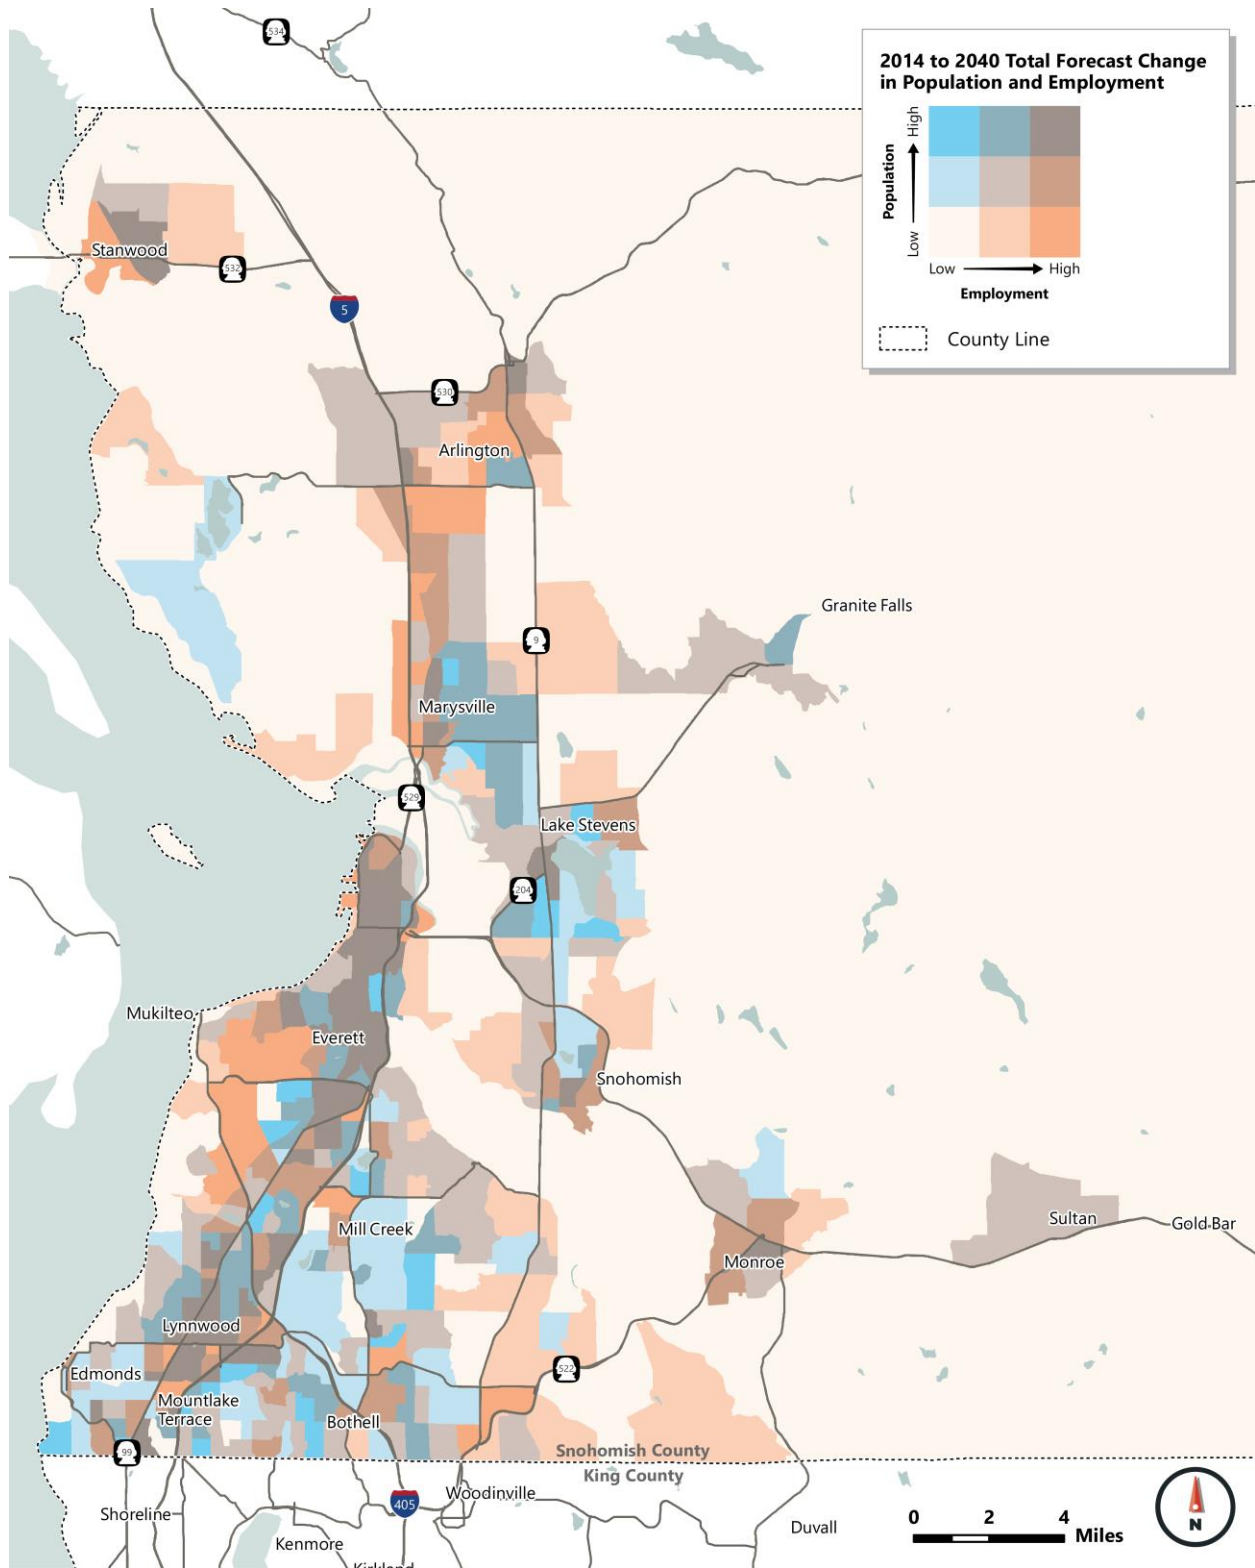 534
2014 to 2040 Total Forecast Change
in Population and Employment
High
Population
Low
Low
High
Employment
County Line
Stanwood
532
5
530
Arlington
Granite Falls
9
Marysville
529
Lake Stevens
204
Mukilteo
Everett
Snohomish
Mill Creek
Sultan
Gold Bar
Monroe
Lynnwood
Edmonds
522
Mountlake
Terrace
Bothell
99
Snohomish County
King County
Woodinville
405
Shoreline
Kenmore
Duvall
Kirkland
0 2 4
Miles
N